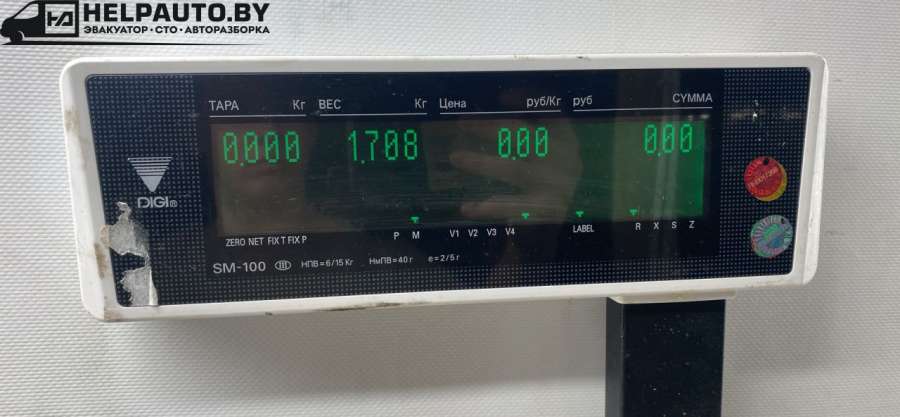 HELPAUTO.BY
ЭВАКУАТОР • СТО • АВТОРАЗБОРКА
ТАРА Кг ВЕС Кг Цена руб/Кг руб СУММА
0.000 1.708 0.00 0.00
DIGI®
P M V1 V2 V3 V4 LABEL R X S Z
ZERO NET FIX T FIX P
SM-100 III НПВ=6/15 Кг НмПВ=40 г е=2/5 г